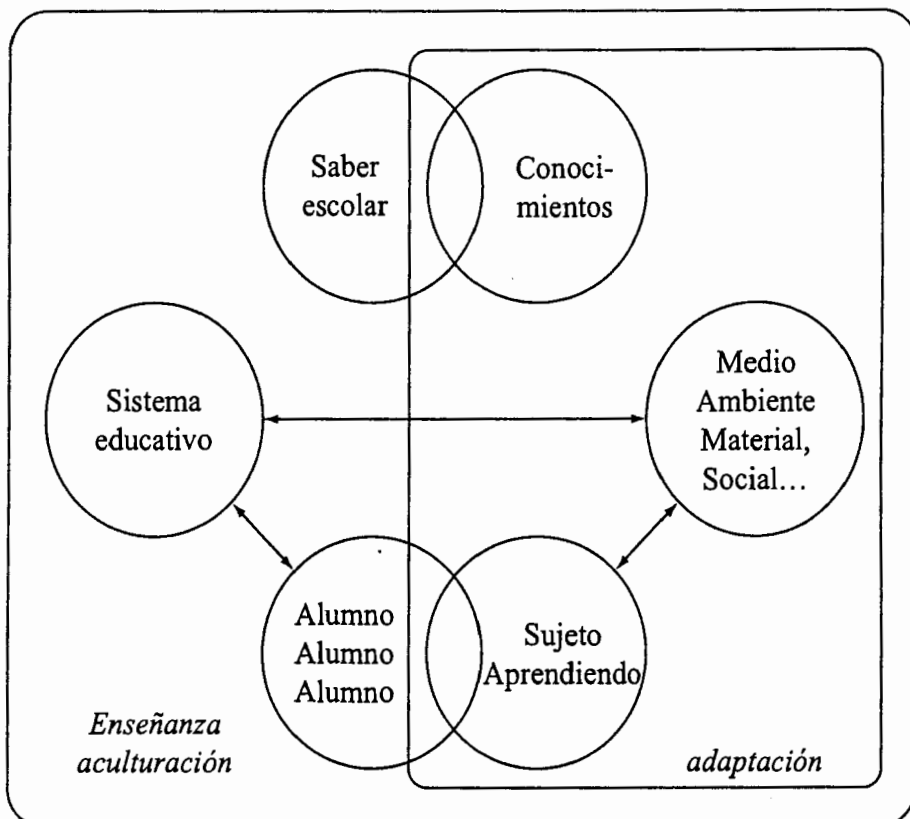 Saber
escolar
Conoci-
mientos
Sistema
educativo
Medio
Ambiente
Material,
Social...
Alumno
Alumno
Alumno
Sujeto
Aprendiendo
Enseñanza
aculturación
adaptación